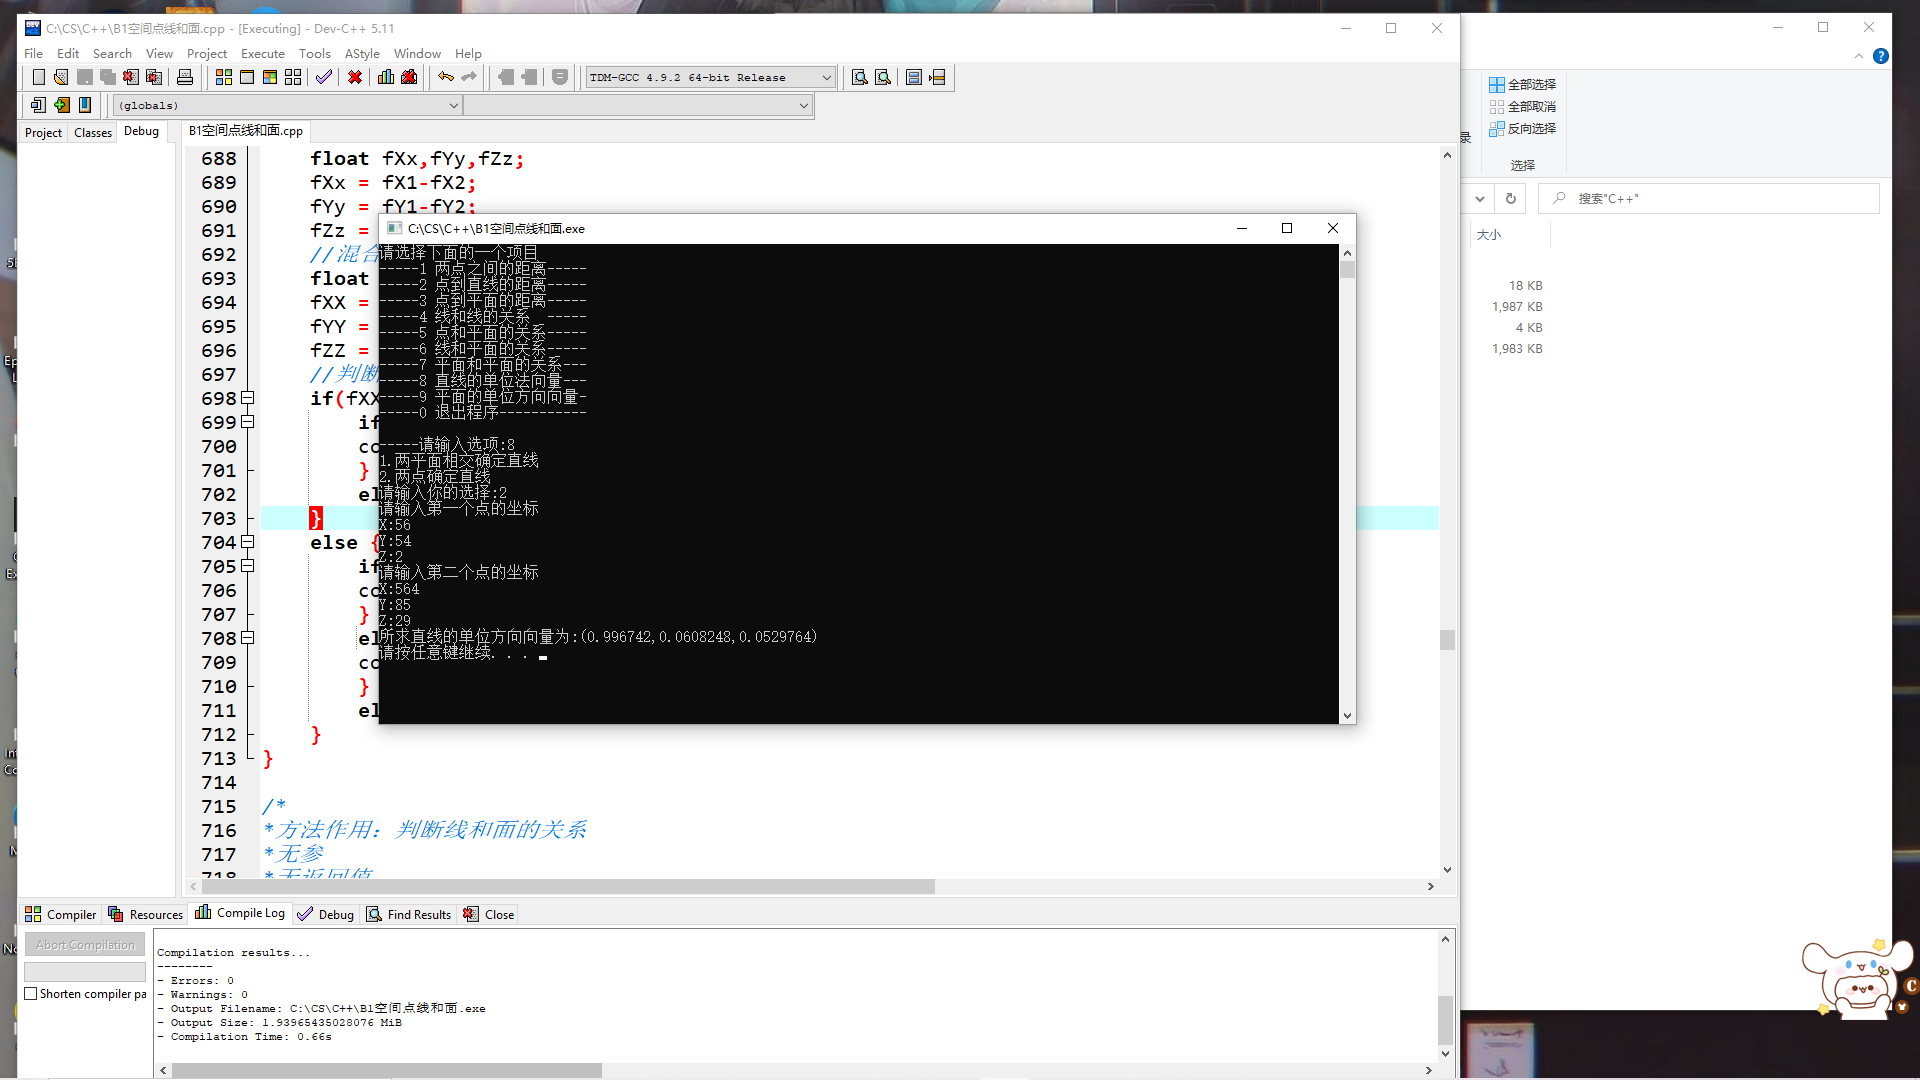 C:\CS\C++\B1空间点线和面.cpp - [Executing] - Dev-C++ 5.11
File Edit Search View Project Execute Tools AStyle Window Help
TDM-GCC 4.9.2 64-bit Release
(globals)
Project Classes Debug
B1空间点线和面.cpp
688 float fXx,fYy,fZz;
689 fXx = fX1-fX2;
690 fYy = fY1-fY2;
691 fZz =
692 //混合
693 float
694 fXX =
695 fYY =
696 fZZ =
697 //判断
698 if(fXX
699 if
700 co
701 }
702 el
703 }
704 else {
705 if
706 co
707 }
708 el
709 co
710 }
711 el
712 }
713 }
714
715 /*
716 *方法作用：判断线和面的关系
717 *无参
718 *无返回值
C:\CS\C++\B1空间点线和面.exe
请选择下面的一个项目
-----1 两点之间的距离-----
-----2 点到直线的距离-----
-----3 点到平面的距离-----
-----4 线和线的关系  -----
-----5 点和平面的关系-----
-----6 线和平面的关系-----
-----7 平面和平面的关系---
-----8 直线的单位法向量---
-----9 平面的单位方向向量-
-----0 退出程序-----------
-----请输入选项:8
1.两平面相交确定直线
2.两点确定直线
请输入你的选择:2
请输入第一个点的坐标
X:56
Y:54
Z:2
请输入第二个点的坐标
X:564
Y:85
Z:29
所求直线的单位方向向量为:(0.996742,0.0608248,0.0529764)
请按任意键继续. . .
Compiler Resources Compile Log Debug Find Results Close
Abort Compilation
Shorten compiler pa
Compilation results...
--------
- Errors: 0
- Warnings: 0
- Output Filename: C:\CS\C++\B1空间点线和面.exe
- Output Size: 1.93965435028076 MiB
- Compilation Time: 0.66s
全部选择
全部取消
反向选择
录
选择
搜索"C++"
大小
18 KB
1,987 KB
4 KB
1,983 KB